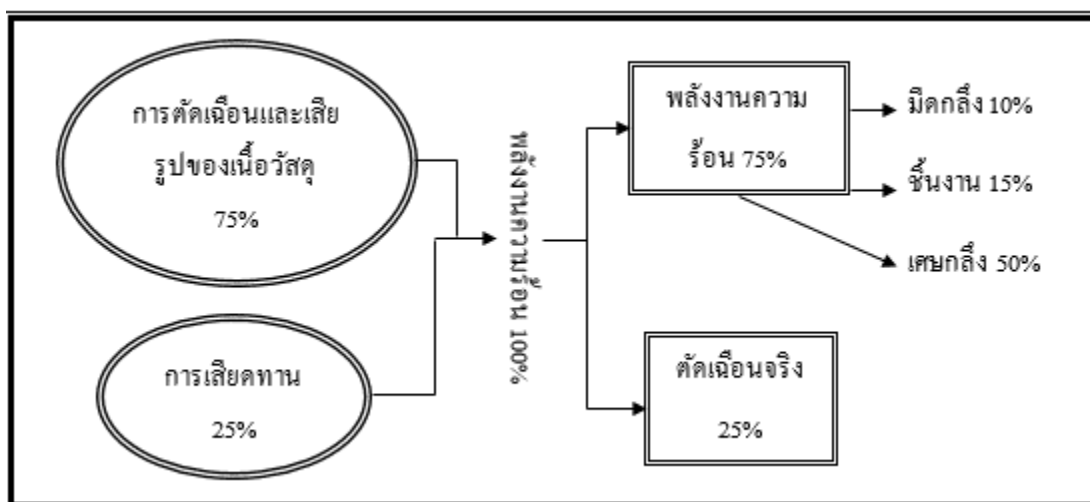 การตัดเฉือนและเสีย
รูปของเนื้อวัสดุ
75%
การเสียดทาน
25%
พลังงานความร้อน 100%
พลังงานความ
ร้อน 75%
มีดกลึง 10%
ชิ้นงาน 15%
เศษกลึง 50%
ตัดเฉือนจริง
25%